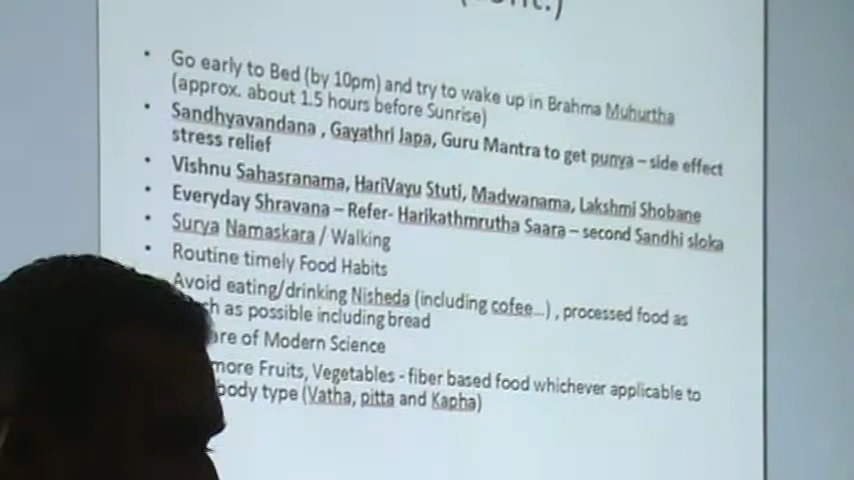 • Go early to Bed (by 10pm) and try to wake up in Brahma Muhurtha
(approx. about 1.5 hours before Sunrise)
• Sandhyavandana , Gayathri Japa, Guru Mantra to get punya – side effect
stress relief
• Vishnu Sahasranama, HariVayu Stuti, Madwanama, Lakshmi Shobane
• Everyday Shravana – Refer- Harikathmrutha Saara – second Sandhi sloka
• Surya Namaskara / Walking
• Routine timely Food Habits
Avoid eating/drinking Nisheda (including cofee...) , processed food as
as possible including bread
of Modern Science
more Fruits, Vegetables - fiber based food whichever applicable to
body type (Vatha, pitta and Kapha)